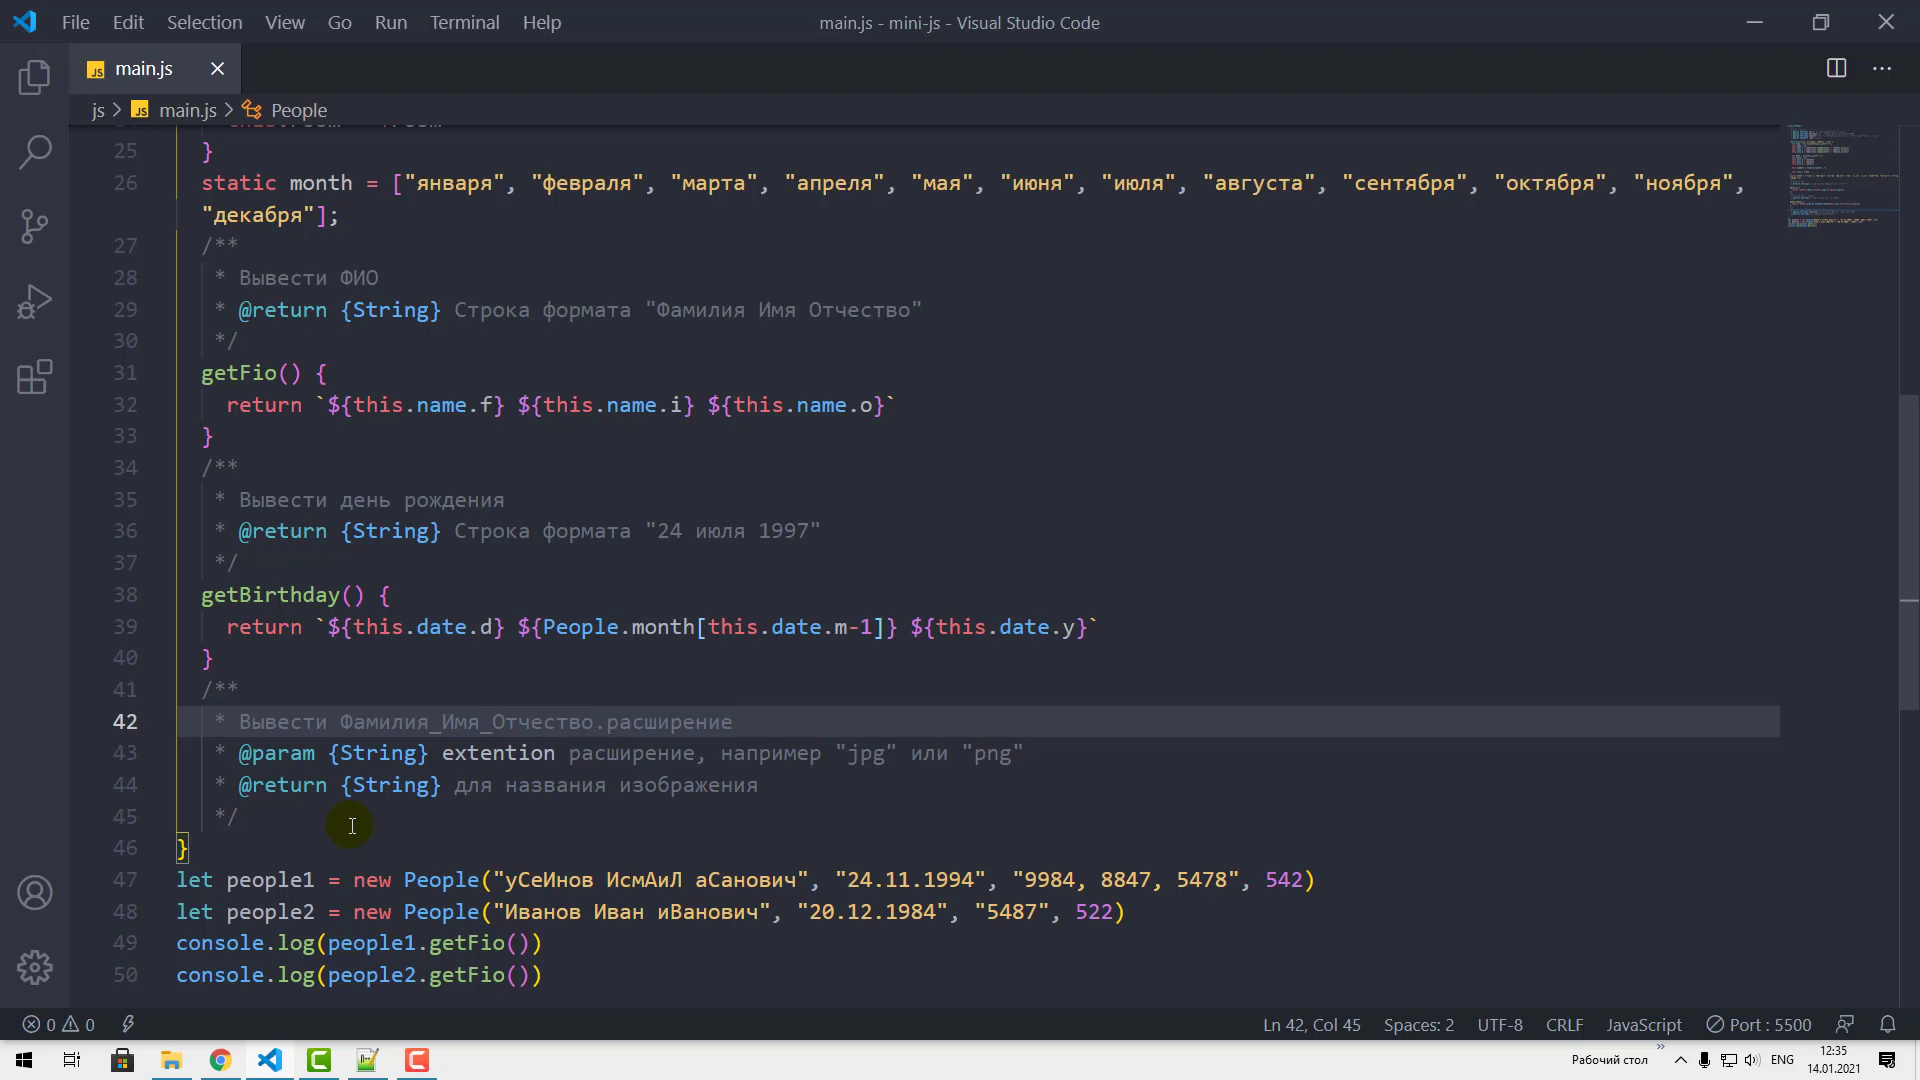 File Edit Selection View Go Run Terminal Help main.js - mini-js - Visual Studio Code
JS main.js
js > JS main.js > People
25 }
26 static month = ["января", "февраля", "марта", "апреля", "мая", "июня", "июля", "августа", "сентября", "октября", "ноября",
"декабря"];
27 /**
28 * Вывести ФИО
29 * @return {String} Строка формата "Фамилия Имя Отчество"
30 */
31 getFio() {
32 return `${this.name.f} ${this.name.i} ${this.name.o}`
33 }
34 /**
35 * Вывести день рождения
36 * @return {String} Строка формата "24 июля 1997"
37 */
38 getBirthday() {
39 return `${this.date.d} ${People.month[this.date.m-1]} ${this.date.y}`
40 }
41 /**
42 * Вывести Фамилия_Имя_Отчество.расширение
43 * @param {String} extention расширение, например "jpg" или "png"
44 * @return {String} для названия изображения
45 */
46 }
47 let people1 = new People("уСеИнов ИсмАиЛ аСанович", "24.11.1994", "9984, 8847, 5478", 542)
48 let people2 = new People("Иванов Иван иВанович", "20.12.1984", "5487", 522)
49 console.log(people1.getFio())
50 console.log(people2.getFio())
0 0 Ln 42, Col 45 Spaces: 2 UTF-8 CRLF JavaScript Port : 5500
Рабочий стол ENG 12:35
14.01.2021